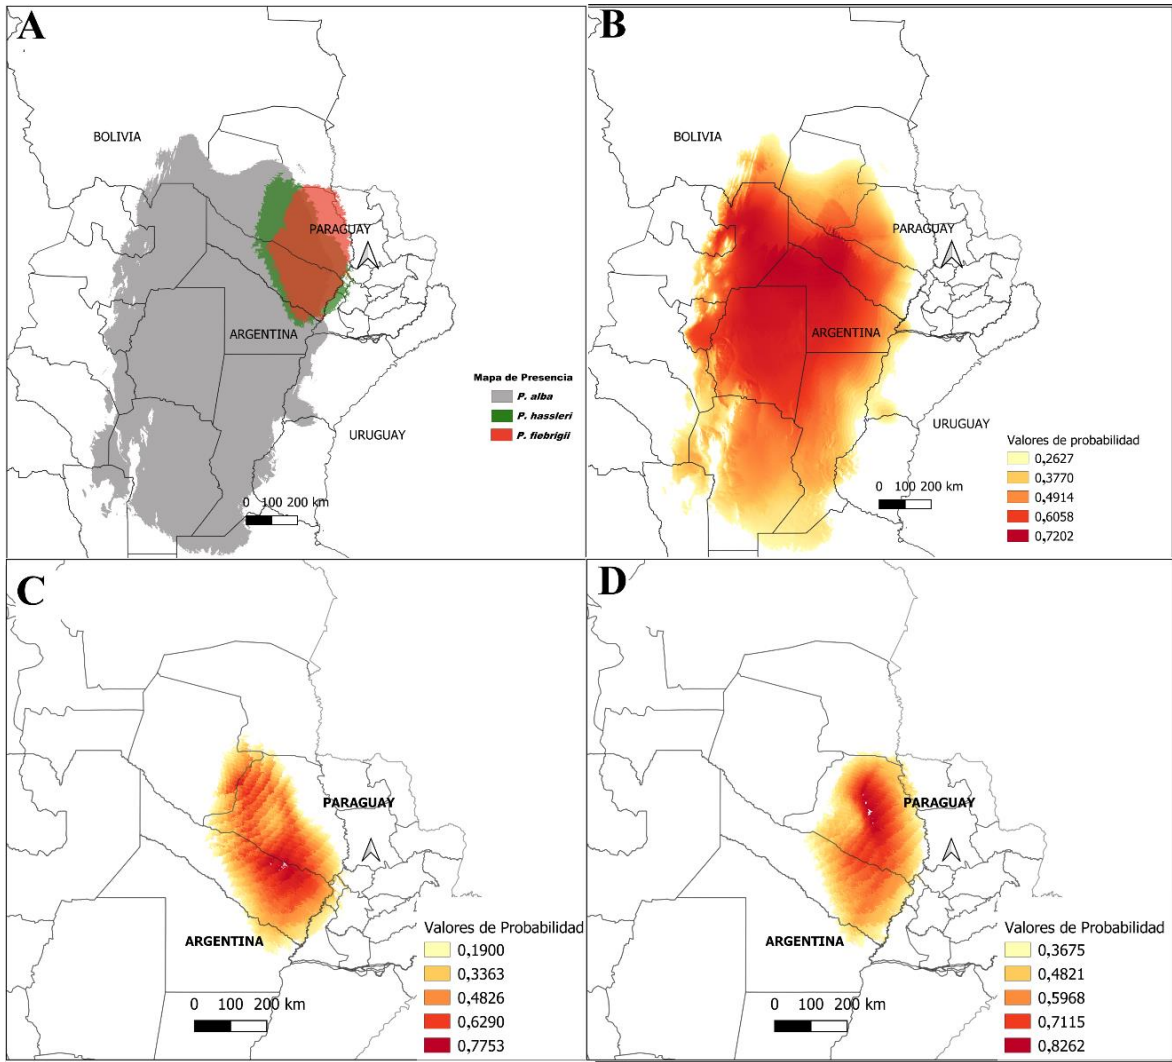 A
BOLIVIA
PARAGUAY
ARGENTINA
Mapa de Presencia
P. alba
P. hassleri
P. fiebrigii
URUGUAY
0 100 200 km
B
BOLIVIA
PARAGUAY
ARGENTINA
URUGUAY
Valores de probabilidad
0,2627
0,3770
0,4914
0,6058
0,7202
0 100 200 km
C
PARAGUAY
ARGENTINA
Valores de Probabilidad
0,1900
0,3363
0,4826
0,6290
0,7753
0 100 200 km
D
PARAGUAY
ARGENTINA
Valores de Probabilidad
0,3675
0,4821
0,5968
0,7115
0,8262
0 100 200 km